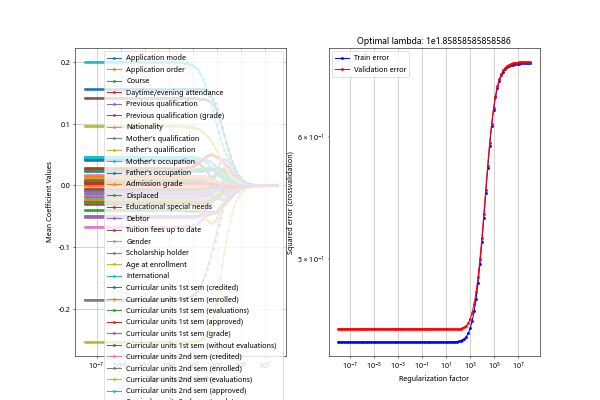 Optimal lambda: 1e1.85858585858586
0.2
0.1
0.0
-0.1
-0.2
Mean Coefficient Values
10⁻⁷
Application mode
Application order
Course
Daytime/evening attendance
Previous qualification
Previous qualification (grade)
Nationality
Mother's qualification
Father's qualification
Mother's occupation
Father's occupation
Admission grade
Displaced
Educational special needs
Debtor
Tuition fees up to date
Gender
Scholarship holder
Age at enrollment
International
Curricular units 1st sem (credited)
Curricular units 1st sem (enrolled)
Curricular units 1st sem (evaluations)
Curricular units 1st sem (approved)
Curricular units 1st sem (grade)
Curricular units 1st sem (without evaluations)
Curricular units 2nd sem (credited)
Curricular units 2nd sem (enrolled)
Curricular units 2nd sem (evaluations)
Curricular units 2nd sem (approved)
Squared error (crossvalidation)
6 × 10⁻¹
5 × 10⁻¹
Train error
Validation error
10⁻⁷ 10⁻⁵ 10⁻³ 10⁻¹ 10¹ 10³ 10⁵ 10⁷
Regularization factor